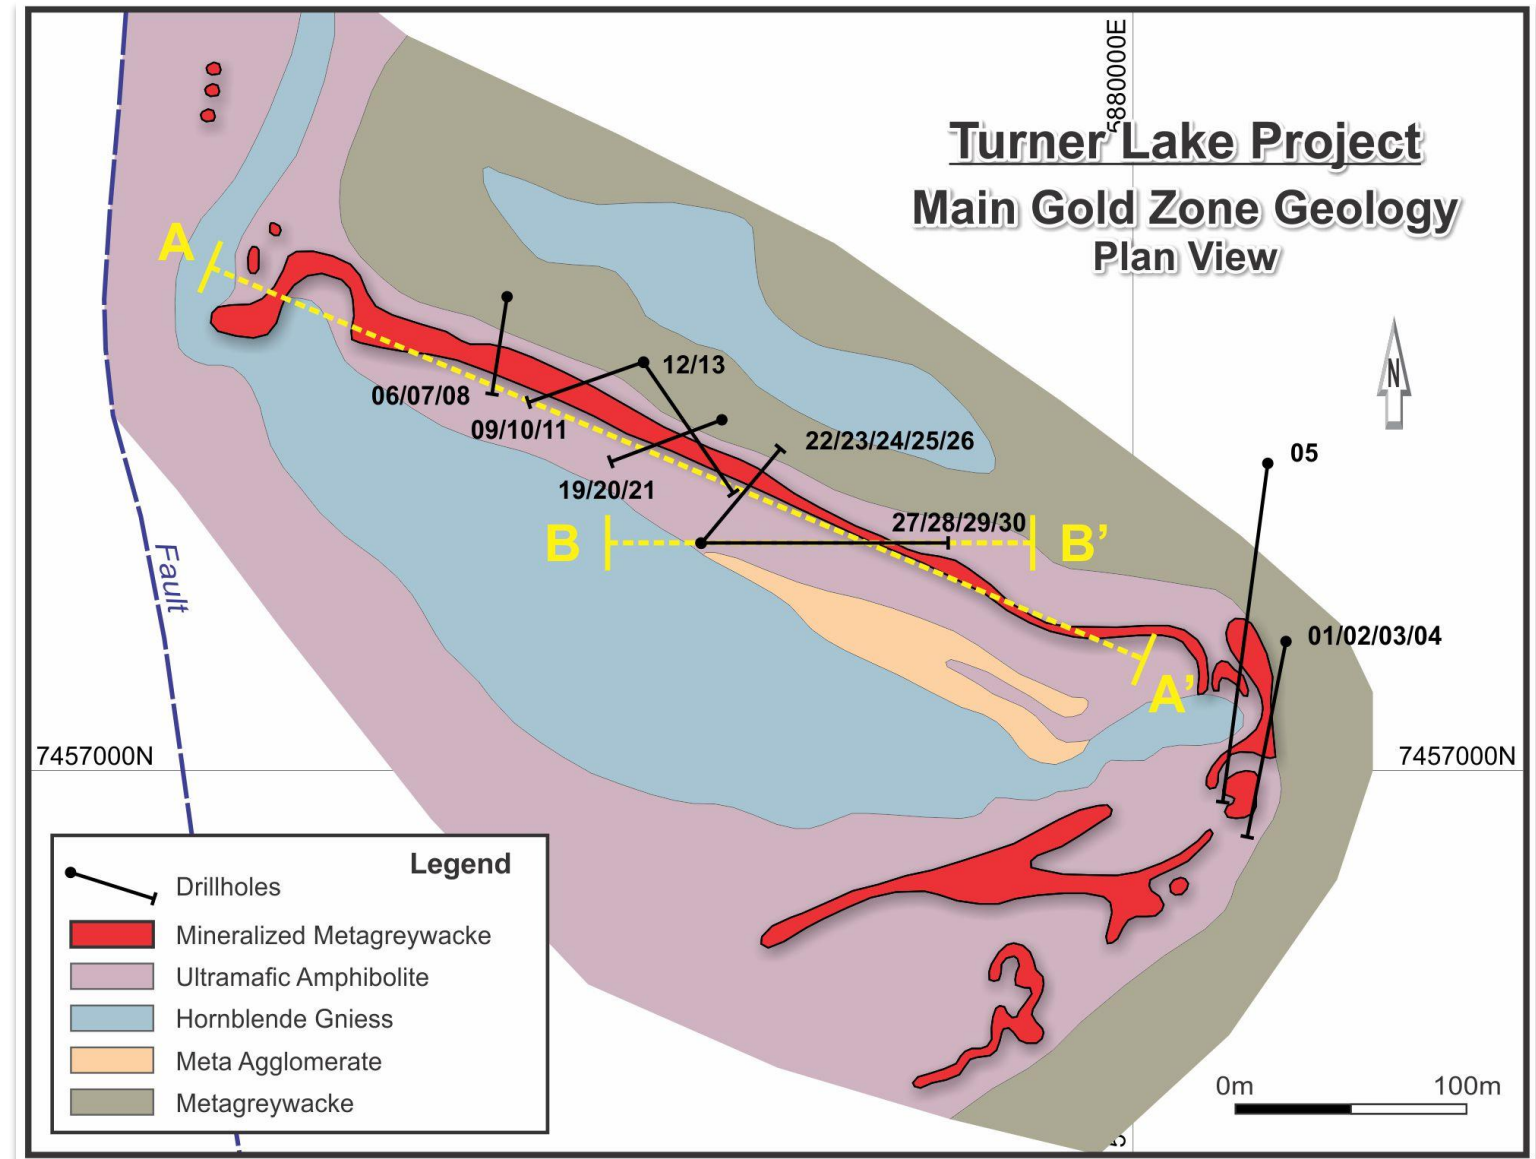 588000E
Turner Lake Project
Main Gold Zone Geology
Plan View
A
N
12/13
06/07/08
09/10/11
22/23/24/25/26
05
19/20/21
27/28/29/30
B
B’
Fault
01/02/03/04
A’
7457000N
7457000N
Legend
Drillholes
Mineralized Metagreywacke
Ultramafic Amphibolite
Hornblende Gniess
Meta Agglomerate
Metagreywacke
0m
100m